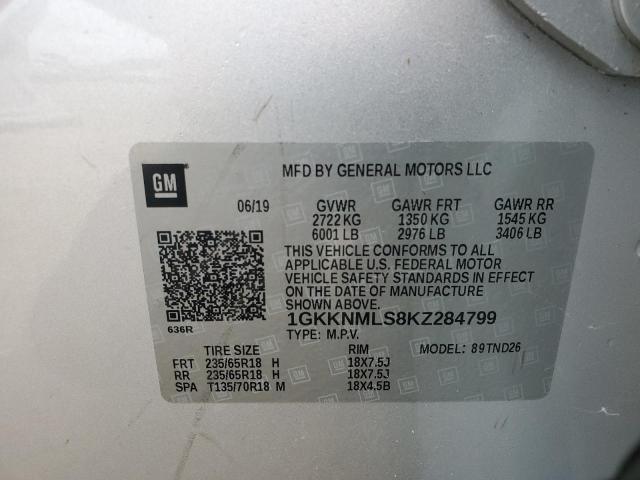 GM
MFD BY GENERAL MOTORS LLC
06/19 GVWR GAWR FRT GAWR RR
2722 KG 1350 KG 1545 KG
6001 LB 2976 LB 3406 LB
THIS VEHICLE CONFORMS TO ALL
APPLICABLE U.S. FEDERAL MOTOR
VEHICLE SAFETY STANDARDS IN EFFECT
ON THE DATE OF MANUFACTURE
SHOWN ABOVE.
636R
1GKKNMLS8KZ284799
TYPE: M.P.V.
TIRE SIZE RIM MODEL: 89TND26
FRT 235/65R18 H 18X7.5J
RR 235/65R18 H 18X7.5J
SPA T135/70R18 M 18X4.5B